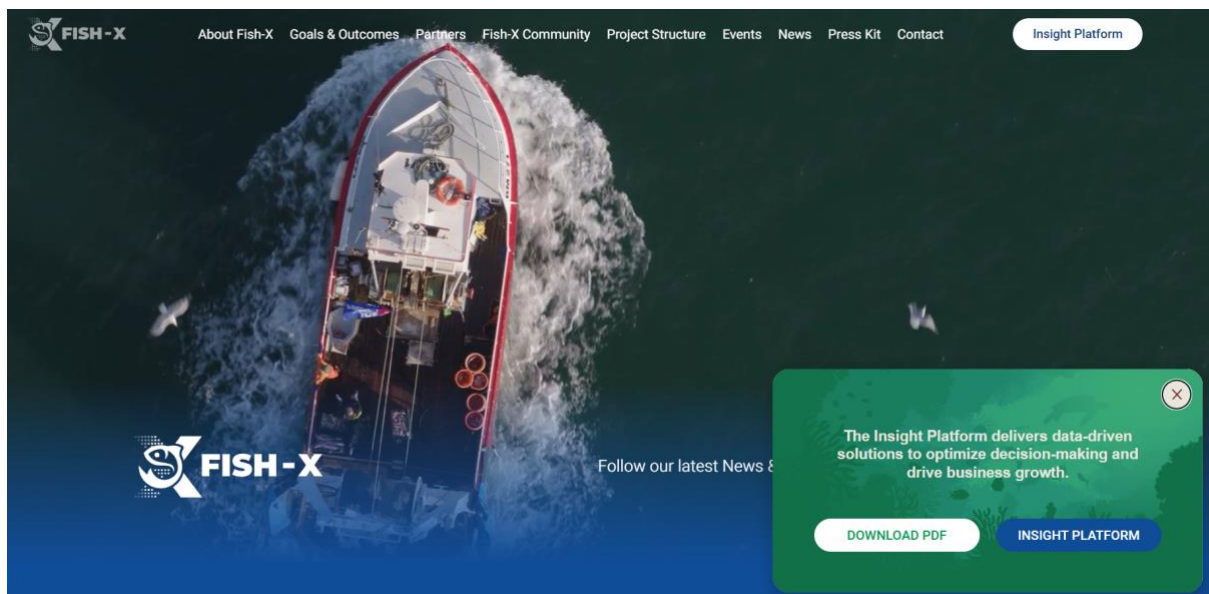 FISH-X
About Fish-X Goals & Outcomes Partners Fish-X Community Project Structure Events News Press Kit Contact
Insight Platform
FISH-X
Follow our latest News &
The Insight Platform delivers data-driven
solutions to optimize decision-making and
drive business growth.
DOWNLOAD PDF
INSIGHT PLATFORM